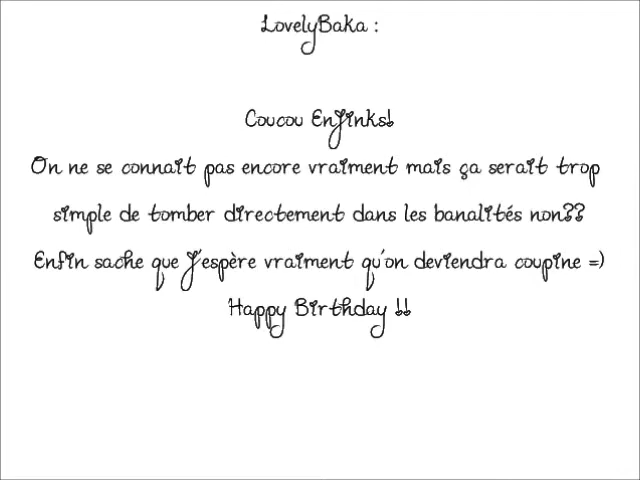 LovelyBaka :
Coucou EnJinks!
On ne se connaît pas encore vraiment mais ça serait trop
simple de tomber directement dans les banalités non??
Enfin sache que J'espère vraiment qu'on deviendra coupine =)
Happy Birthday !!